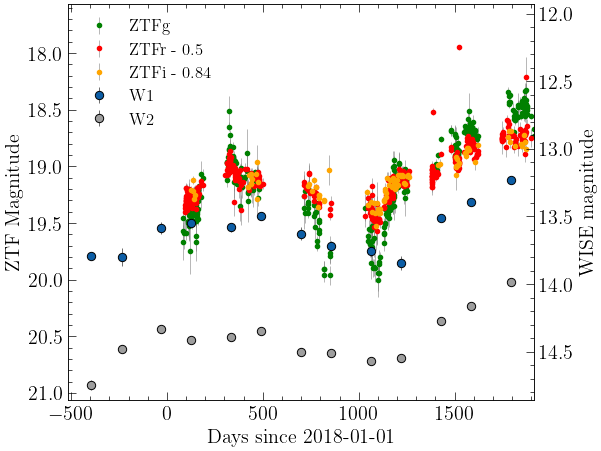 ZTFg
ZTFr - 0.5
ZTFi - 0.84
W1
W2
18.0
18.5
19.0
19.5
20.0
20.5
21.0
ZTF Magnitude
12.0
12.5
13.0
13.5
14.0
14.5
WISE magnitude
−500 0 500 1000 1500
Days since 2018-01-01